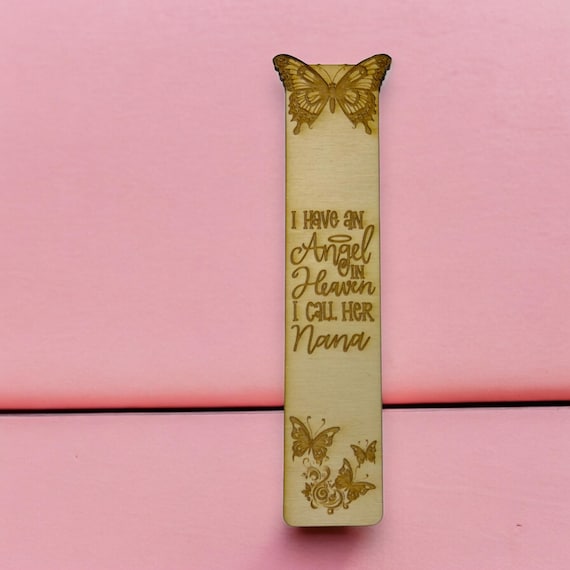 I HAVE AN
Angel
IN
Heaven
I CALL HER
Nana